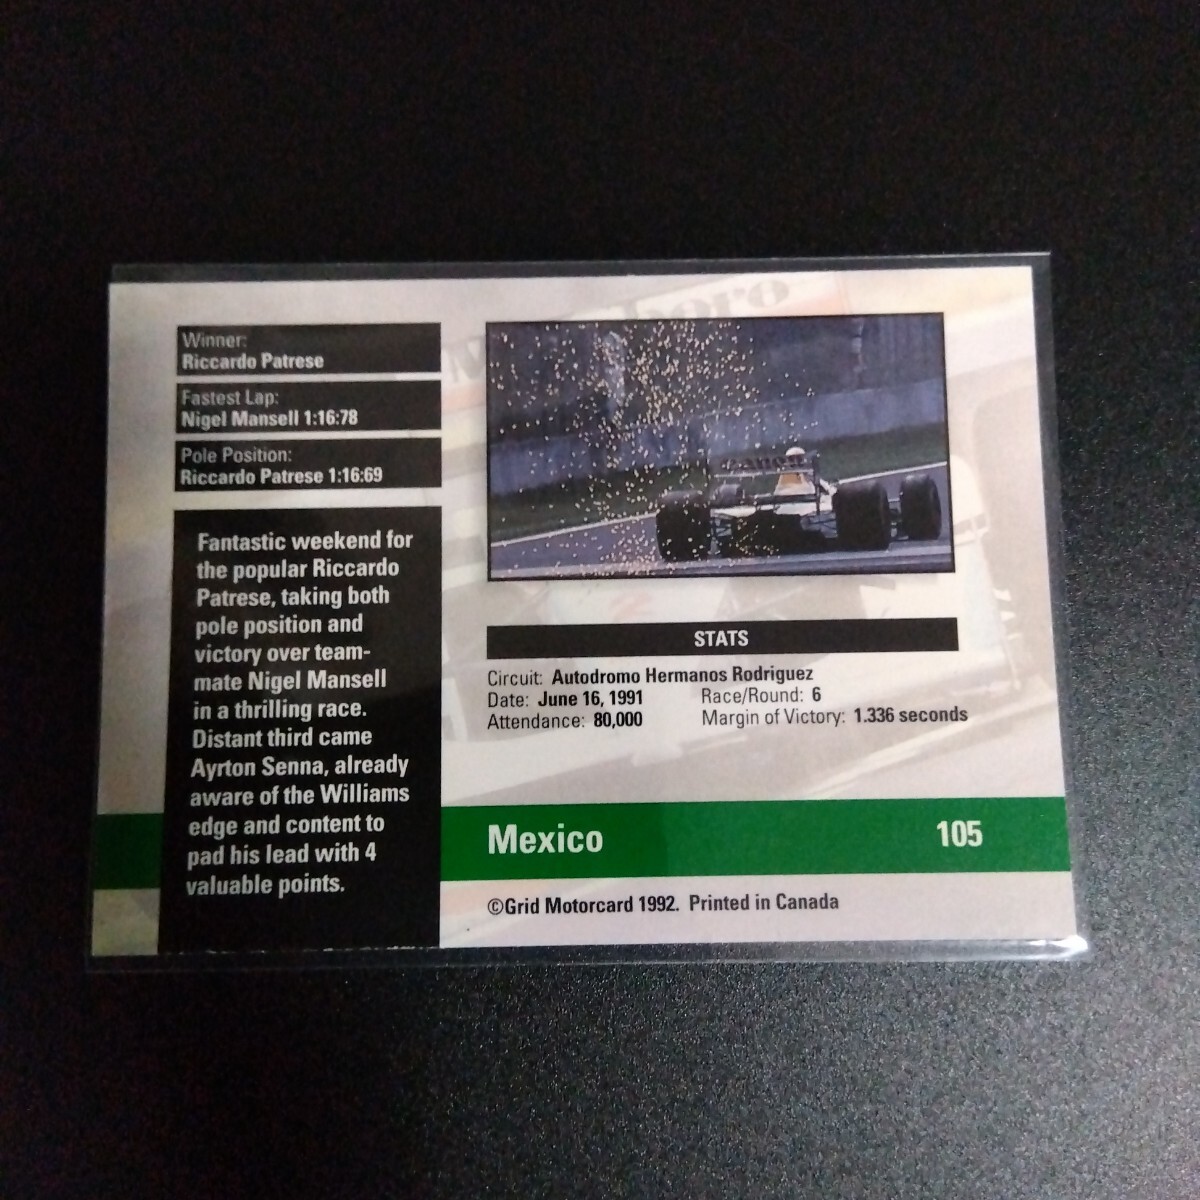 Winner:
Riccardo Patrese
Fastest Lap:
Nigel Mansell 1:16:78
Pole Position:
Riccardo Patrese 1:16:69
Fantastic weekend for
the popular Riccardo
Patrese, taking both
pole position and
victory over team-
mate Nigel Mansell
in a thrilling race.
Distant third came
Ayrton Senna, already
aware of the Williams
edge and content to
pad his lead with 4
valuable points.
Canon
STATS
Circuit: Autodromo Hermanos Rodriguez
Date: June 16, 1991 Race/Round: 6
Attendance: 80,000 Margin of Victory: 1.336 seconds
Mexico 105
©Grid Motorcard 1992. Printed in Canada